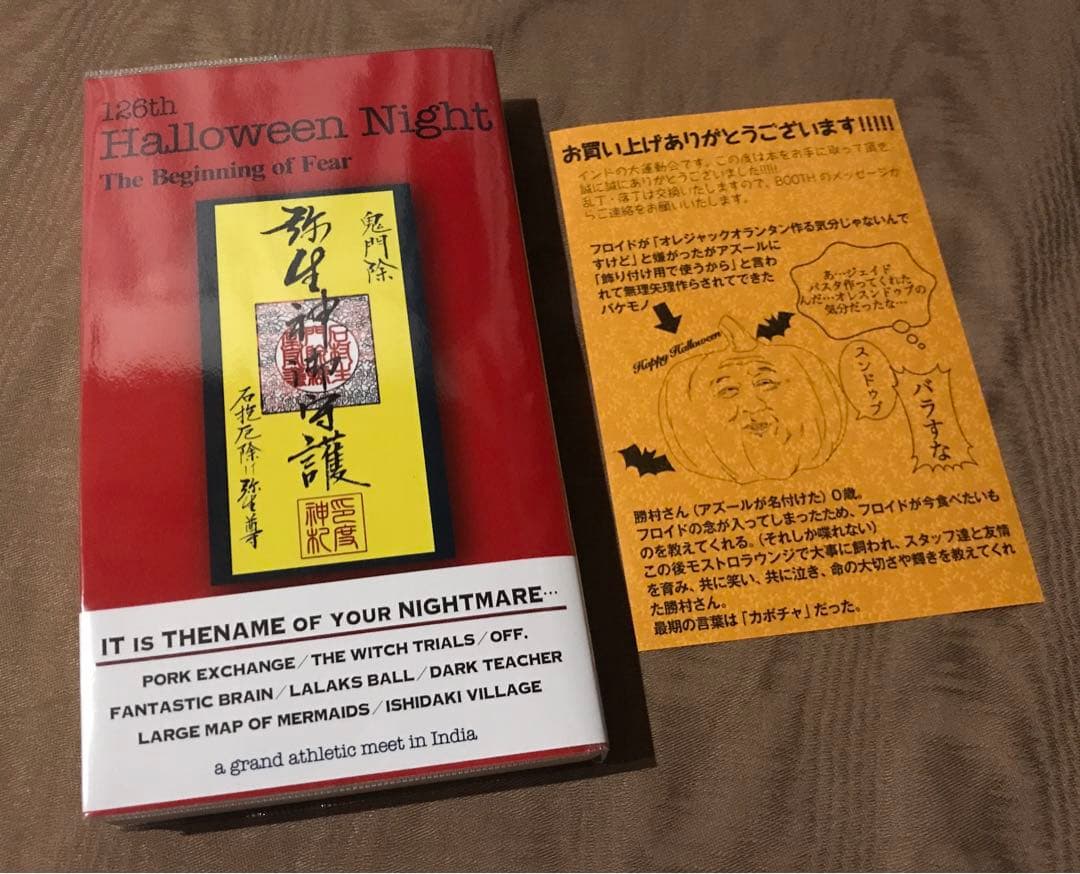 126th
Halloween Night
The Beginning of Fear
鬼門除
弥生神御守護
石抱厄除け弥生尊
印度
神札
IT IS THENAME OF YOUR NIGHTMARE…
PORK EXCHANGE/THE WITCH TRIALS/OFF.
FANTASTIC BRAIN/LALAKS BALL/DARK TEACHER
LARGE MAP OF MERMAIDS/ISHIDAKI VILLAGE
a grand athletic meet in India
お買い上げありがとうございます!!!!!
インドの大運動会です。この度は本をお手に取って頂き、
誠に誠にありがとうございました!!!!!
乱丁・落丁は交換いたしますので、BOOTHのメッセージか
らご連絡をお願いいたします。
フロイドが「オレジャックオランタン作る気分じゃないんで
すけど」と嫌がったがアズールに
「飾り付け用で使うから」と言わ
れて無理矢理作らされてできた
バケモノ
あ…ジェイド
パスタ作ってくれた
んだ…オレスンドゥブの
気分だったな…
Happy Halloween
スンドゥブ
バラすな
勝村さん(アズールが名付けた)0歳。
フロイドの念が入ってしまったため、フロイドが今食べたいも
のを教えてくれる。(それしか喋れない)
この後モストロラウンジで大事に飼われ、スタッフ達と友情
を育み、共に笑い、共に泣き、命の大切さや輝きを教えてくれ
た勝村さん。
最期の言葉は「カボチャ」だった。